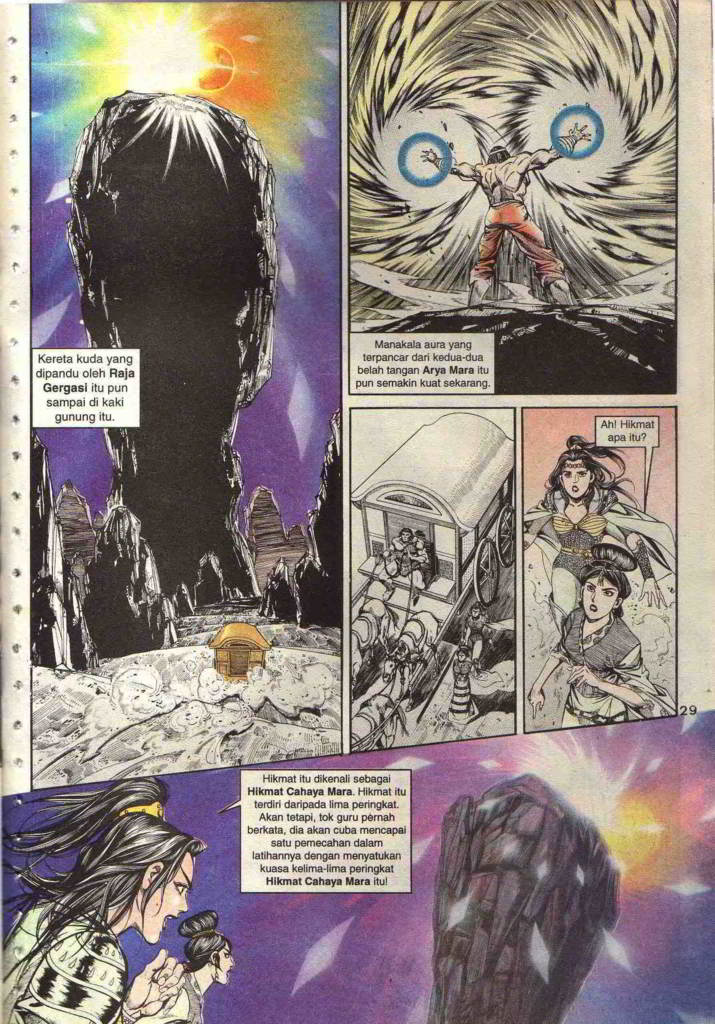 Kereta kuda yang
dipandu oleh Raja
Gergasi itu pun
sampai di kaki
gunung itu.
Manakala aura yang
terpancar dari kedua-dua
belah tangan Arya Mara itu
pun semakin kuat sekarang.
Ah! Hikmat
apa itu?
29
Hikmat itu dikenali sebagai
Hikmat Cahaya Mara. Hikmat itu
terdiri daripada lima peringkat.
Akan tetapi, tok guru pernah
berkata, dia akan cuba mencapai
satu pemecahan dalam
latihannya dengan menyatukan
kuasa kelima-lima peringkat
Hikmat Cahaya Mara itu!